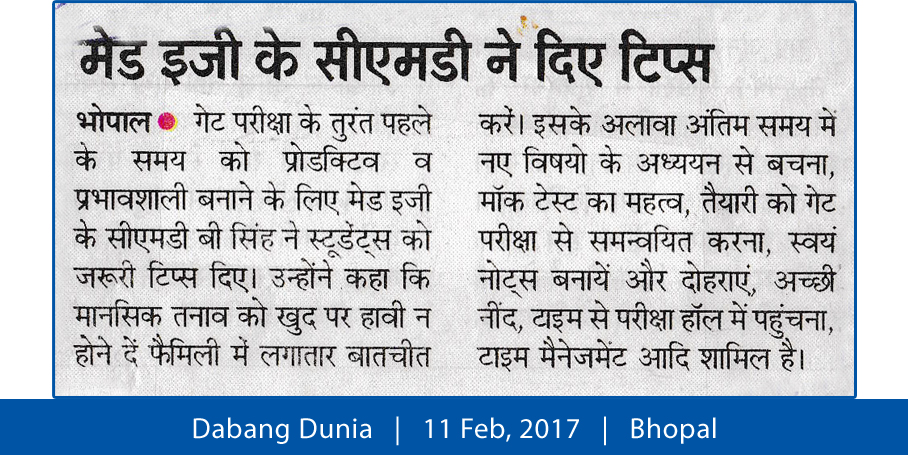 मेड इजी के सीएमडी ने दिए टिप्स
भोपाल ● गेट परीक्षा के तुरंत पहले
के समय को प्रोडक्टिव व
प्रभावशाली बनाने के लिए मेड इजी
के सीएमडी बी सिंह ने स्टूडेंट्स को
जरूरी टिप्स दिए। उन्होंने कहा कि
मानसिक तनाव को खुद पर हावी न
होने दें फैमिली में लगातार बातचीत
करें। इसके अलावा अंतिम समय में
नए विषयो के अध्ययन से बचना,
मॉक टेस्ट का महत्व, तैयारी को गेट
परीक्षा से समन्वयित करना, स्वयं
नोट्स बनायें और दोहराएं, अच्छी
नींद, टाइम से परीक्षा हॉल में पहुंचना,
टाइम मैनेजमेंट आदि शामिल है।
Dabang Dunia | 11 Feb, 2017 | Bhopal